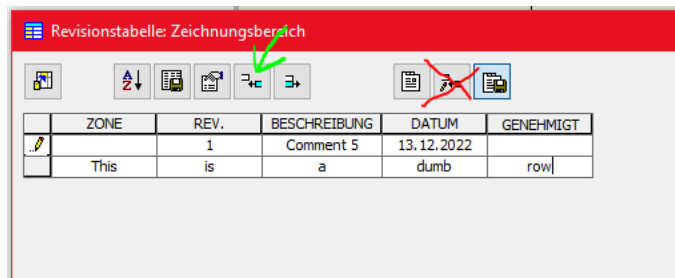 Revisionstabelle: Zeichnungsbereich
ZONE REV. BESCHREIBUNG DATUM GENEHMIGT
1 Comment 5 13.12.2022
This is a dumb row